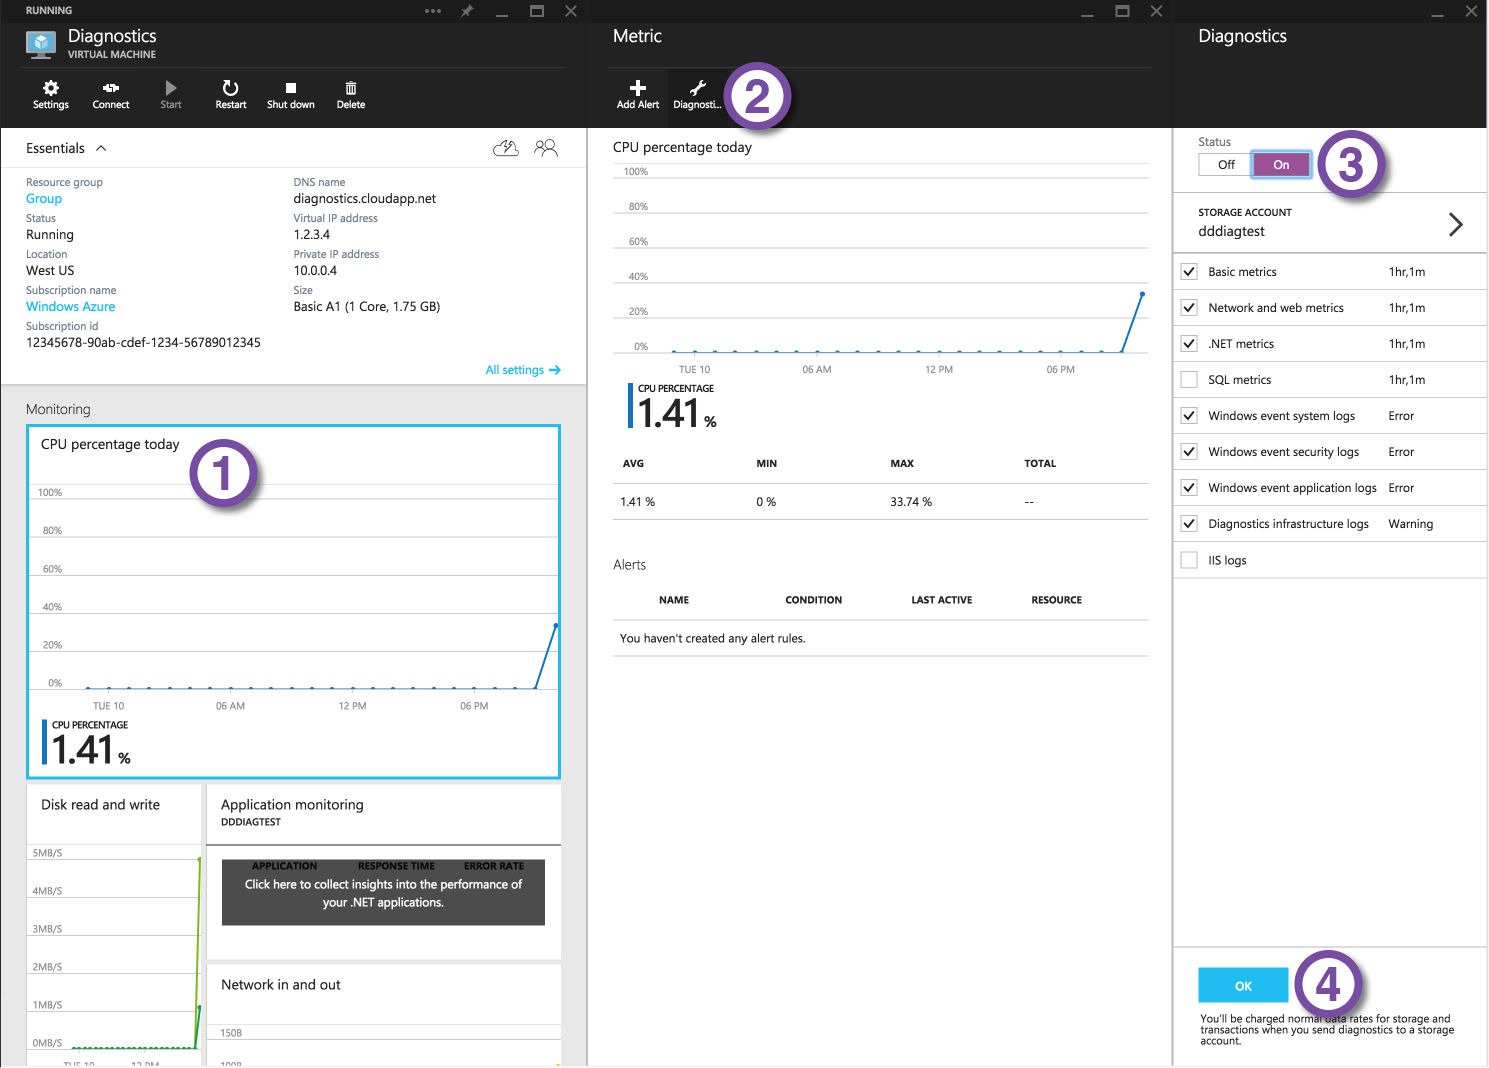 RUNNING
Diagnostics
VIRTUAL MACHINE
Settings
Connect
Start
Restart
Shut down
Delete
Essentials
Resource group
Group
Status
Running
Location
West US
Subscription name
Windows Azure
Subscription id
12345678-90ab-cdef-1234-56789012345
DNS name
diagnostics.cloudapp.net
Virtual IP address
1.2.3.4
Private IP address
10.0.0.4
Size
Basic A1 (1 Core, 1.75 GB)
All settings
Monitoring
CPU percentage today
1
100%
80%
60%
40%
20%
0%
TUE 10
06 AM
12 PM
06 PM
CPU PERCENTAGE
1.41 %
Disk read and write
5MB/S
4MB/S
3MB/S
2MB/S
1MB/S
0MB/S
TUE 10
12 PM
Application monitoring
DDDIAGTEST
APPLICATION RESPONSE TIME ERROR RATE
Click here to collect insights into the performance of
your .NET applications.
Network in and out
150B
100B
Metric
Add Alert
Diagnosti...
2
CPU percentage today
100%
80%
60%
40%
20%
0%
TUE 10
06 AM
12 PM
06 PM
CPU PERCENTAGE
1.41 %
AVG MIN MAX TOTAL
1.41 % 0 % 33.74 % --
Alerts
NAME CONDITION LAST ACTIVE RESOURCE
You haven't created any alert rules.
Diagnostics
Status
Off On
3
STORAGE ACCOUNT
dddiagtest
Basic metrics 1hr,1m
Network and web metrics 1hr,1m
.NET metrics 1hr,1m
SQL metrics 1hr,1m
Windows event system logs Error
Windows event security logs Error
Windows event application logs Error
Diagnostics infrastructure logs Warning
IIS logs
OK
4
You'll be charged normal data rates for storage and
transactions when you send diagnostics to a storage
account.